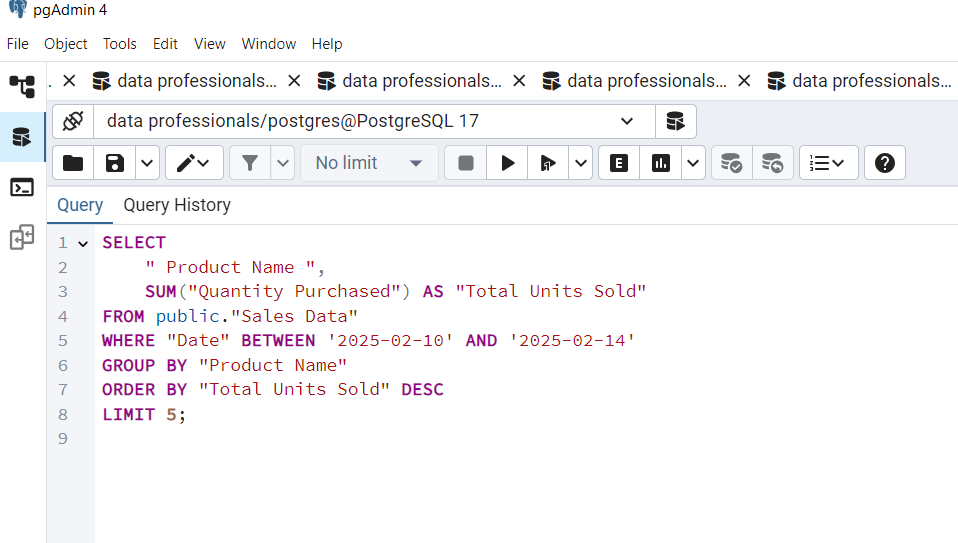 pgAdmin 4
File Object Tools Edit View Window Help
. data professionals... data professionals... data professionals... data professionals...
data professionals/postgres@PostgreSQL 17
No limit E
Query Query History
1 SELECT
2 " Product Name ",
3 SUM("Quantity Purchased") AS "Total Units Sold"
4 FROM public."Sales Data"
5 WHERE "Date" BETWEEN '2025-02-10' AND '2025-02-14'
6 GROUP BY "Product Name"
7 ORDER BY "Total Units Sold" DESC
8 LIMIT 5;
9